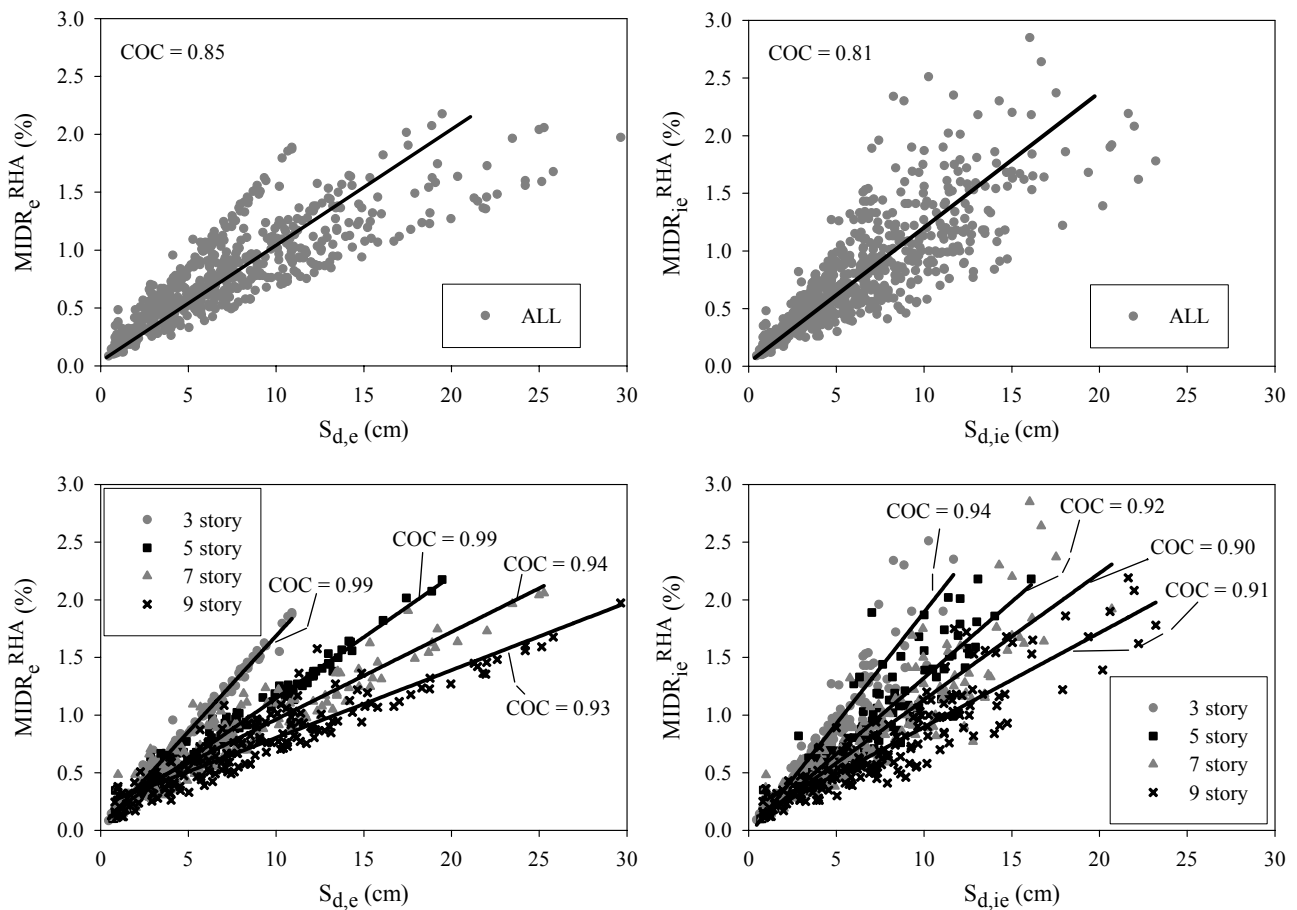 3.0
2.5
2.0
1.5
1.0
0.5
0.0
MIDR_e^RHA (%)
COC = 0.85
ALL
0 5 10 15 20 25 30
S_d,e (cm)
3.0
2.5
2.0
1.5
1.0
0.5
0.0
MIDR_ie^RHA (%)
COC = 0.81
ALL
0 5 10 15 20 25 30
S_d,ie (cm)
3.0
2.5
2.0
1.5
1.0
0.5
0.0
MIDR_e^RHA (%)
3 story
5 story
7 story
9 story
COC = 0.99
COC = 0.99
COC = 0.94
COC = 0.93
0 5 10 15 20 25 30
S_d,e (cm)
3.0
2.5
2.0
1.5
1.0
0.5
0.0
MIDR_ie^RHA (%)
COC = 0.94
COC = 0.92
COC = 0.90
COC = 0.91
3 story
5 story
7 story
9 story
0 5 10 15 20 25 30
S_d,ie (cm)